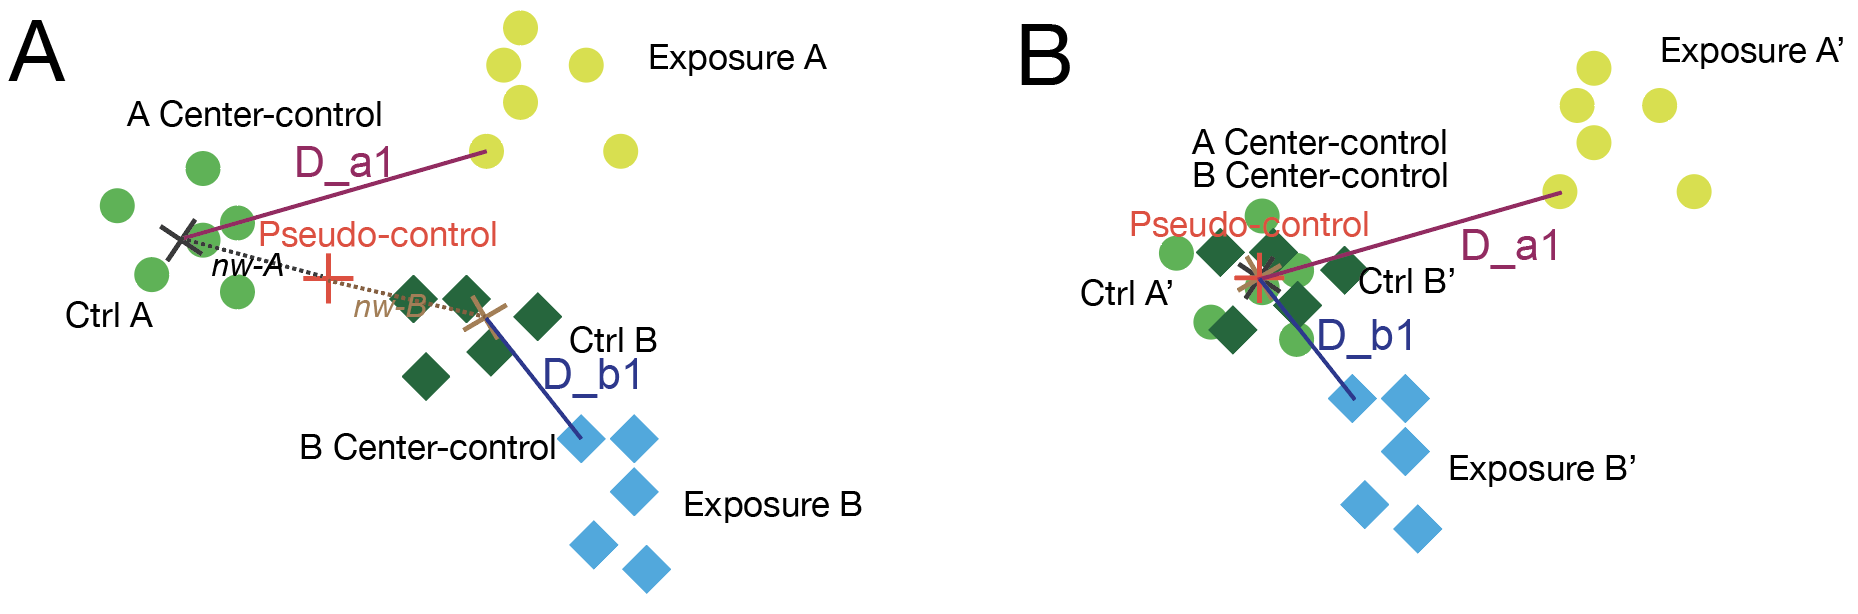 A
Exposure A
A Center-control
D_a1
Pseudo-control
nw-A
nw-B
Ctrl A
Ctrl B
D_b1
B Center-control
Exposure B
B
Exposure A’
A Center-control
B Center-control
Pseudo-control
D_a1
Ctrl A’
Ctrl B’
D_b1
Exposure B’